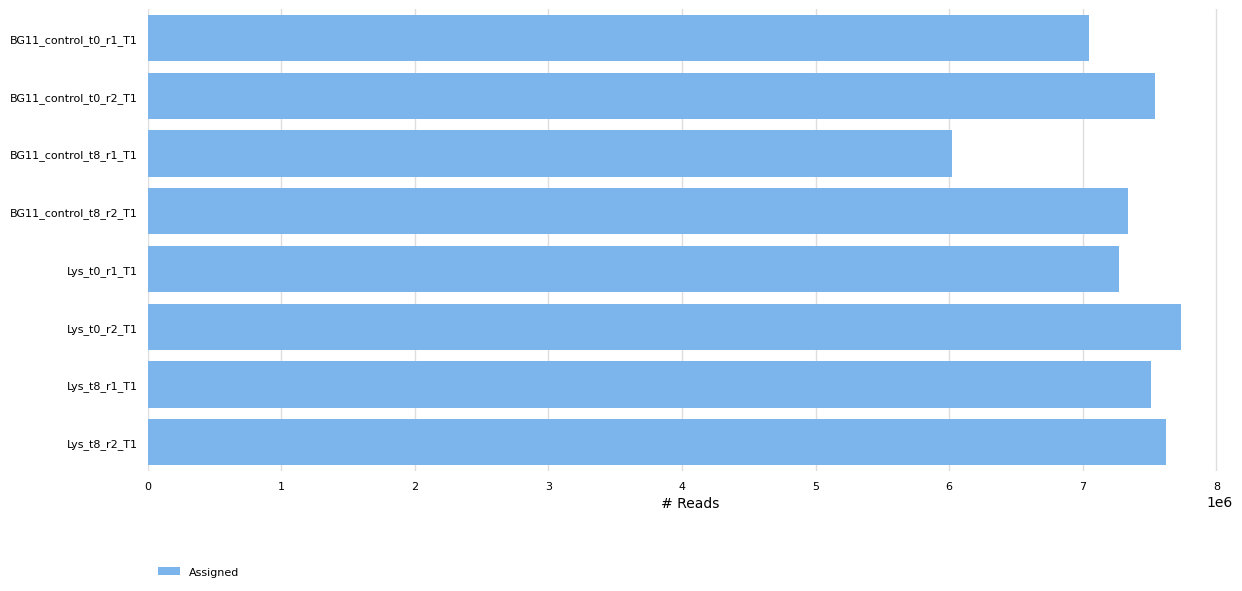 BG11_control_t0_r1_T1
BG11_control_t0_r2_T1
BG11_control_t8_r1_T1
BG11_control_t8_r2_T1
Lys_t0_r1_T1
Lys_t0_r2_T1
Lys_t8_r1_T1
Lys_t8_r2_T1
0 1 2 3 4 5 6 7 8
# Reads
1e6
Assigned